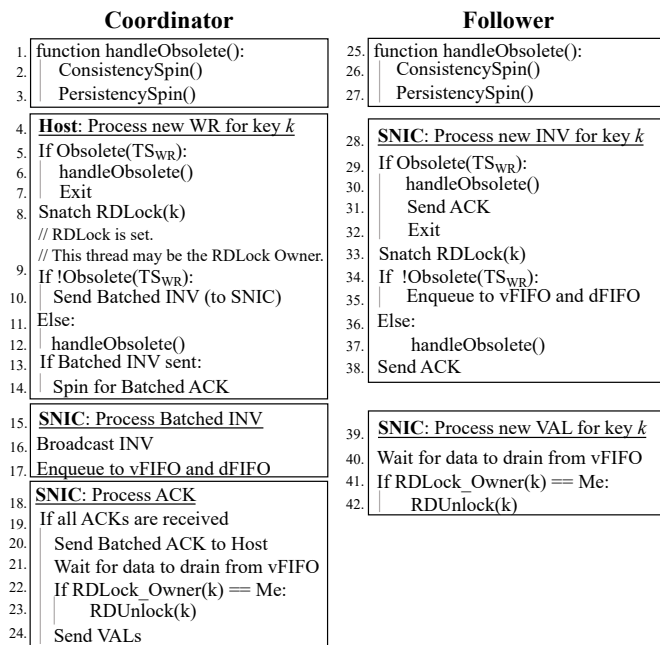 Coordinator
1. function handleObsolete():
2. ConsistencySpin()
3. PersistencySpin()
4. Host: Process new WR for key k
5. If Obsolete(TSWR):
6. handleObsolete()
7. Exit
8. Snatch RDLock(k)
// RDLock is set.
// This thread may be the RDLock Owner.
9. If !Obsolete(TSWR):
10. Send Batched INV (to SNIC)
11. Else:
12. handleObsolete()
13. If Batched INV sent:
14. Spin for Batched ACK
15. SNIC: Process Batched INV
16. Broadcast INV
17. Enqueue to vFIFO and dFIFO
18. SNIC: Process ACK
19. If all ACKs are received
20. Send Batched ACK to Host
21. Wait for data to drain from vFIFO
22. If RDLock_Owner(k) == Me:
23. RDUnlock(k)
24. Send VALs
Follower
25. function handleObsolete():
26. ConsistencySpin()
27. PersistencySpin()
28. SNIC: Process new INV for key k
29. If Obsolete(TSWR):
30. handleObsolete()
31. Send ACK
32. Exit
33. Snatch RDLock(k)
34. If !Obsolete(TSWR):
35. Enqueue to vFIFO and dFIFO
36. Else:
37. handleObsolete()
38. Send ACK
39. SNIC: Process new VAL for key k
40. Wait for data to drain from vFIFO
41. If RDLock_Owner(k) == Me:
42. RDUnlock(k)